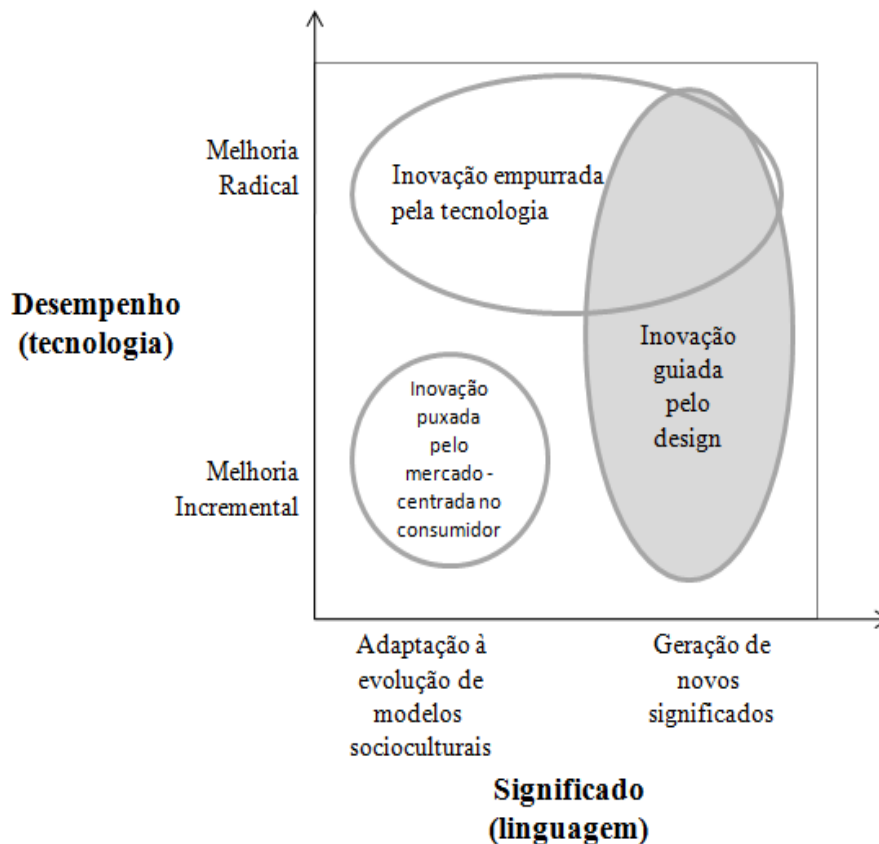 Melhoria
Radical
Inovação empurrada
pela tecnologia
Desempenho
(tecnologia)
Inovação
guiada
pelo
design
Inovação
puxada
pelo
mercado -
centrada no
consumidor
Melhoria
Incremental
Adaptação à
evolução de
modelos
socioculturais
Geração de
novos
significados
Significado
(linguagem)